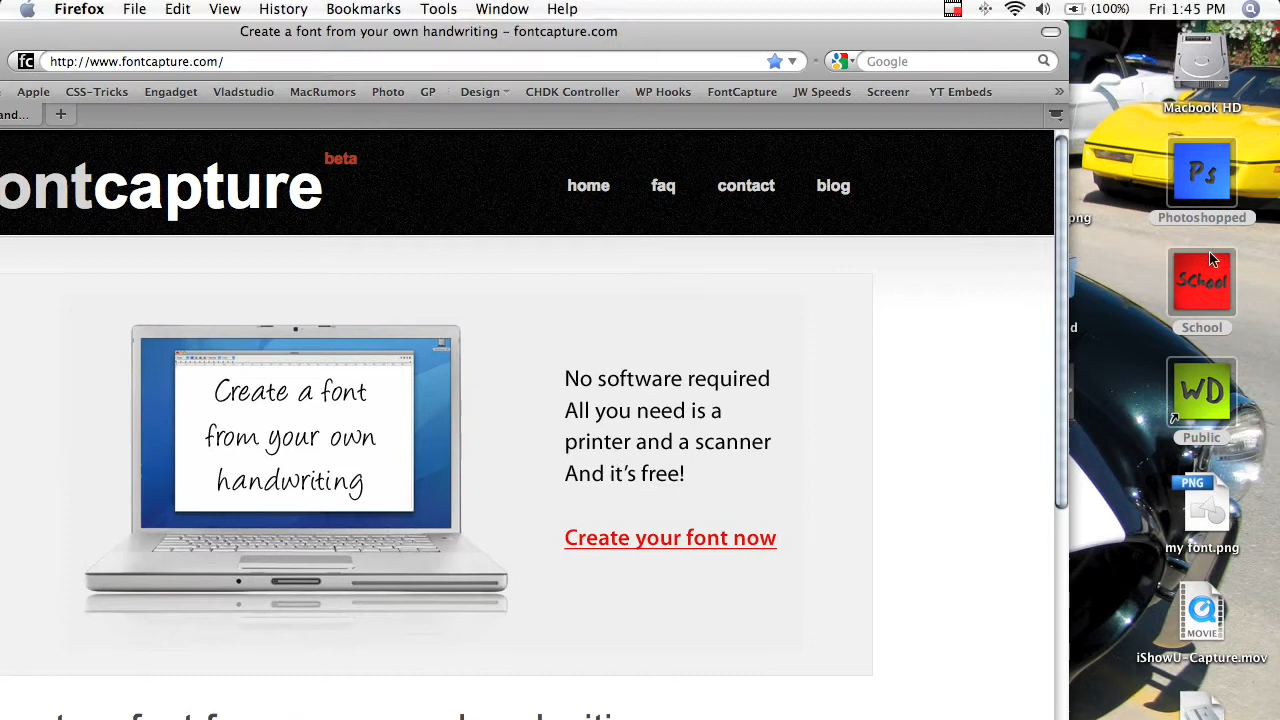 Firefox File Edit View History Bookmarks Tools Window Help (100%) Fri 1:45 PM
Create a font from your own handwriting - fontcapture.com
fc http://www.fontcapture.com/ Google
Apple CSS-Tricks Engadget Vladstudio MacRumors Photo GP Design CHDK Controller WP Hooks FontCapture JW Speeds Screenr YT Embeds »
and... +
ontcapture beta
home faq contact blog
Create a font
from your own
handwriting
No software required
All you need is a
printer and a scanner
And it's free!
Create your font now
Macbook HD
png
Ps
Photoshopped
SChool
School
d
WD
Public
PNG
my font.png
MOVIE
iShowU-Capture.mov